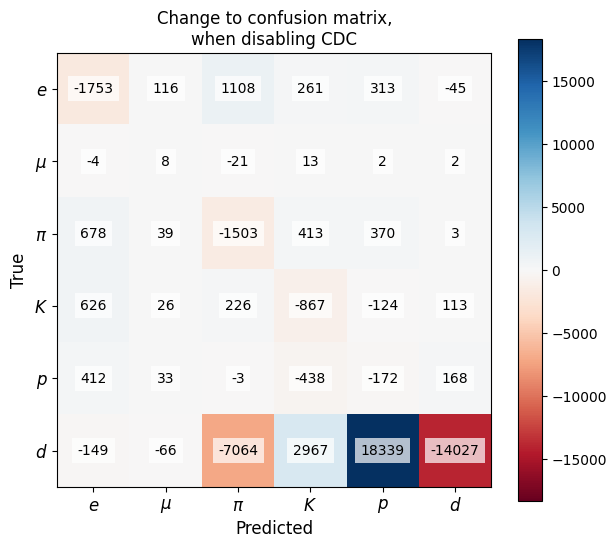 Change to confusion matrix,
when disabling CDC
True
e
-1753 116 1108 261 313 -45
μ
-4 8 -21 13 2 2
π
678 39 -1503 413 370 3
K
626 26 226 -867 -124 113
p
412 33 -3 -438 -172 168
d
-149 -66 -7064 2967 18339 -14027
e μ π K p d
Predicted
15000
10000
5000
0
−5000
−10000
−15000